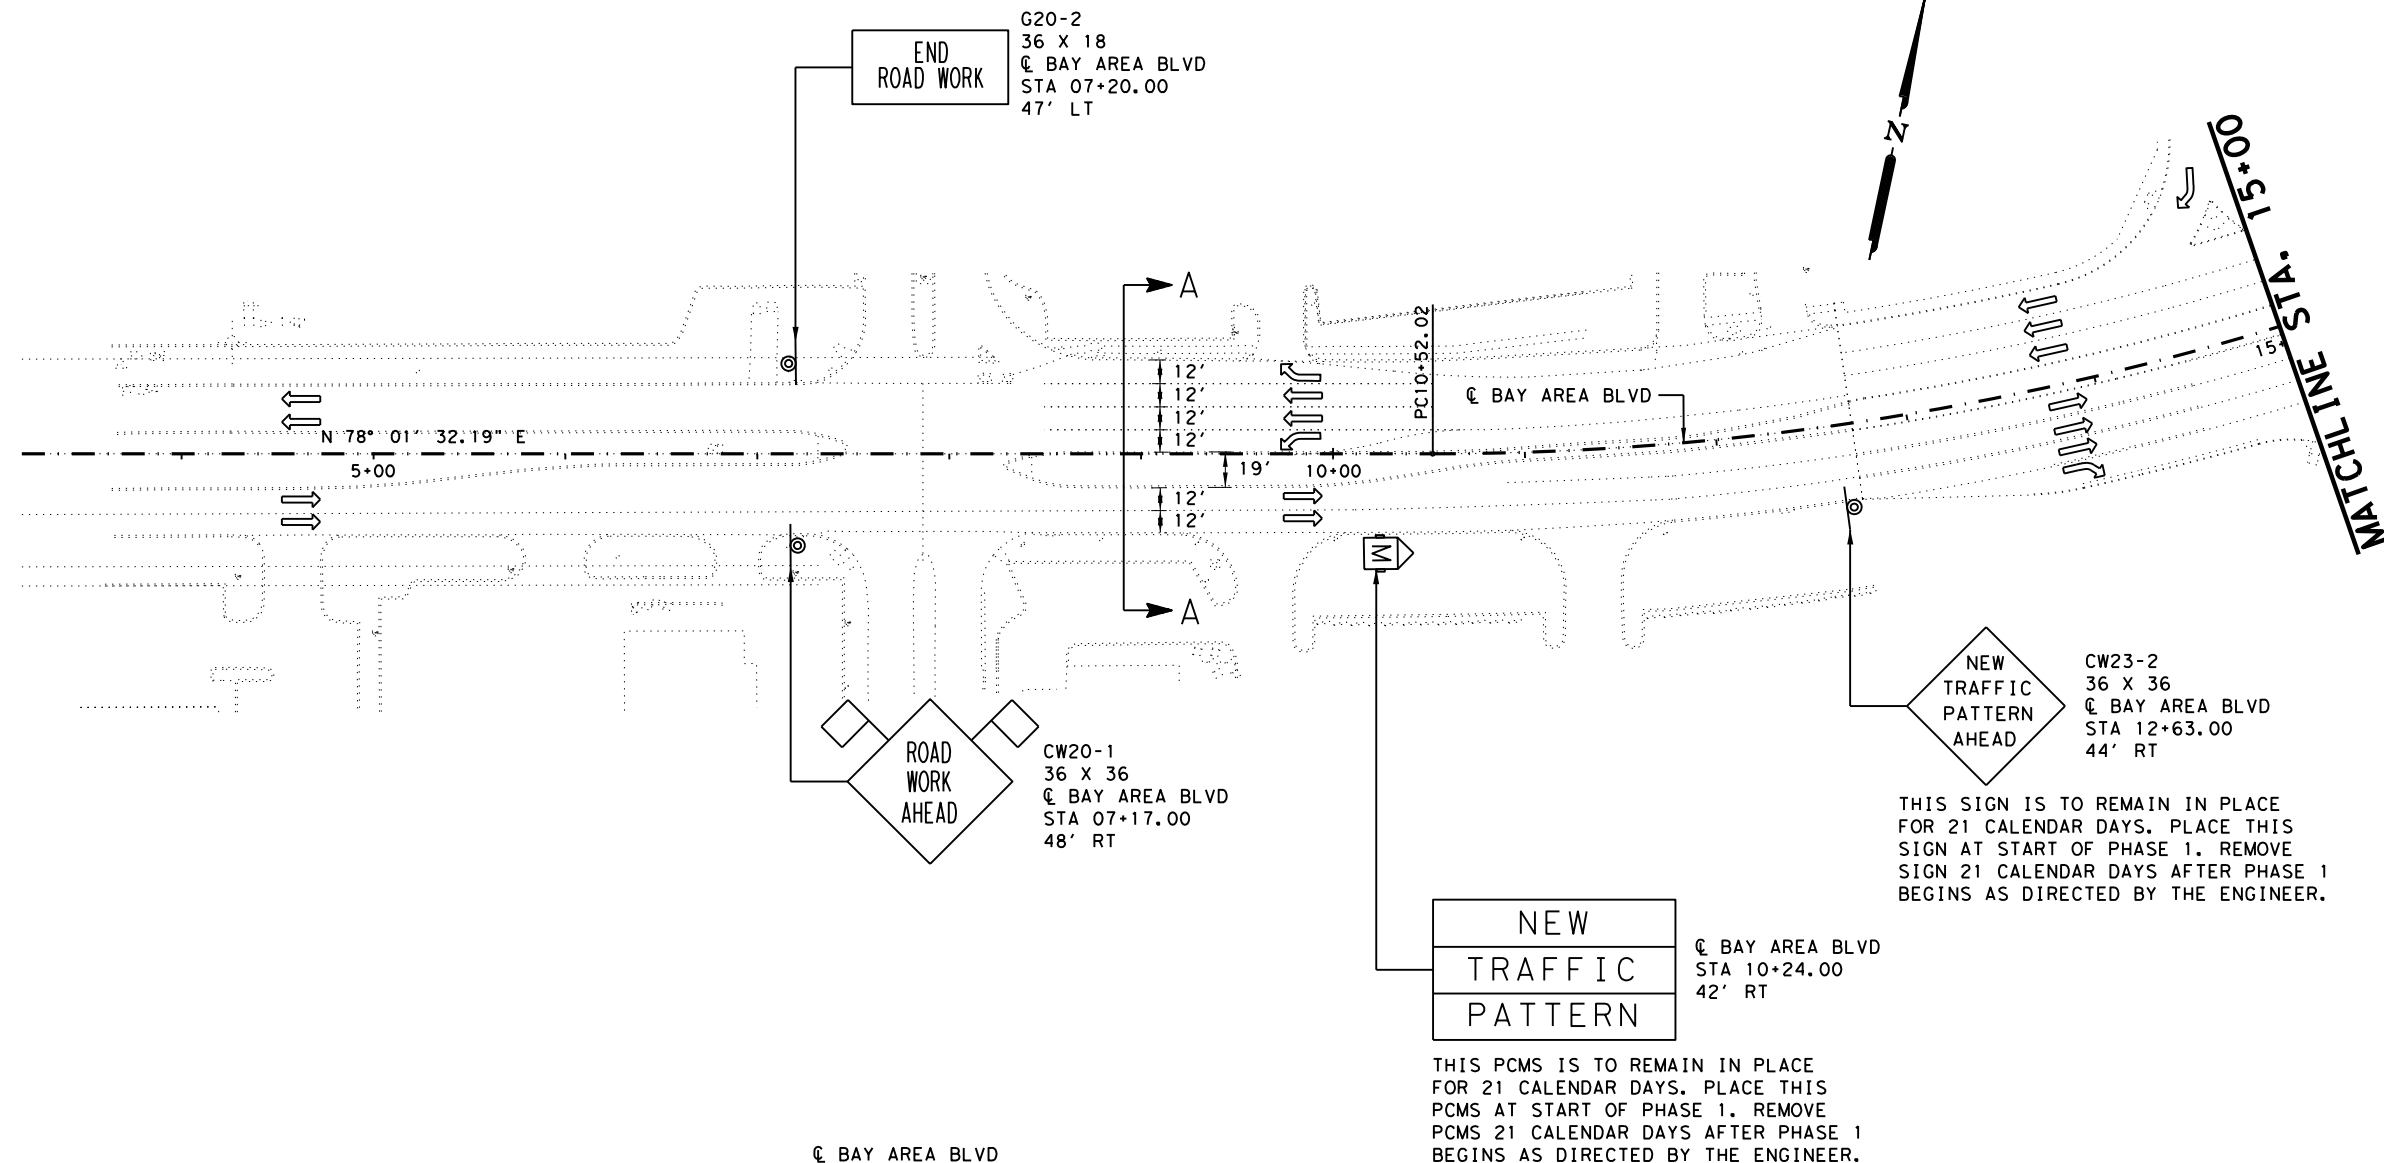 G20-2
36 X 18
℄ BAY AREA BLVD
STA 07+20.00
47' LT
END
ROAD WORK
N
MATCHLINE STA. 15+00
15+
A
12'
12'
12'
12'
PC10+52.02
℄ BAY AREA BLVD
N 78° 01' 32.19" E
5+00
19'
10+00
12'
12'
M
A
ROAD
WORK
AHEAD
CW20-1
36 X 36
℄ BAY AREA BLVD
STA 07+17.00
48' RT
NEW
TRAFFIC
PATTERN
AHEAD
CW23-2
36 X 36
℄ BAY AREA BLVD
STA 12+63.00
44' RT
THIS SIGN IS TO REMAIN IN PLACE
FOR 21 CALENDAR DAYS. PLACE THIS
SIGN AT START OF PHASE 1. REMOVE
SIGN 21 CALENDAR DAYS AFTER PHASE 1
BEGINS AS DIRECTED BY THE ENGINEER.
NEW
TRAFFIC
PATTERN
℄ BAY AREA BLVD
STA 10+24.00
42' RT
THIS PCMS IS TO REMAIN IN PLACE
FOR 21 CALENDAR DAYS. PLACE THIS
PCMS AT START OF PHASE 1. REMOVE
PCMS 21 CALENDAR DAYS AFTER PHASE 1
BEGINS AS DIRECTED BY THE ENGINEER.
℄ BAY AREA BLVD